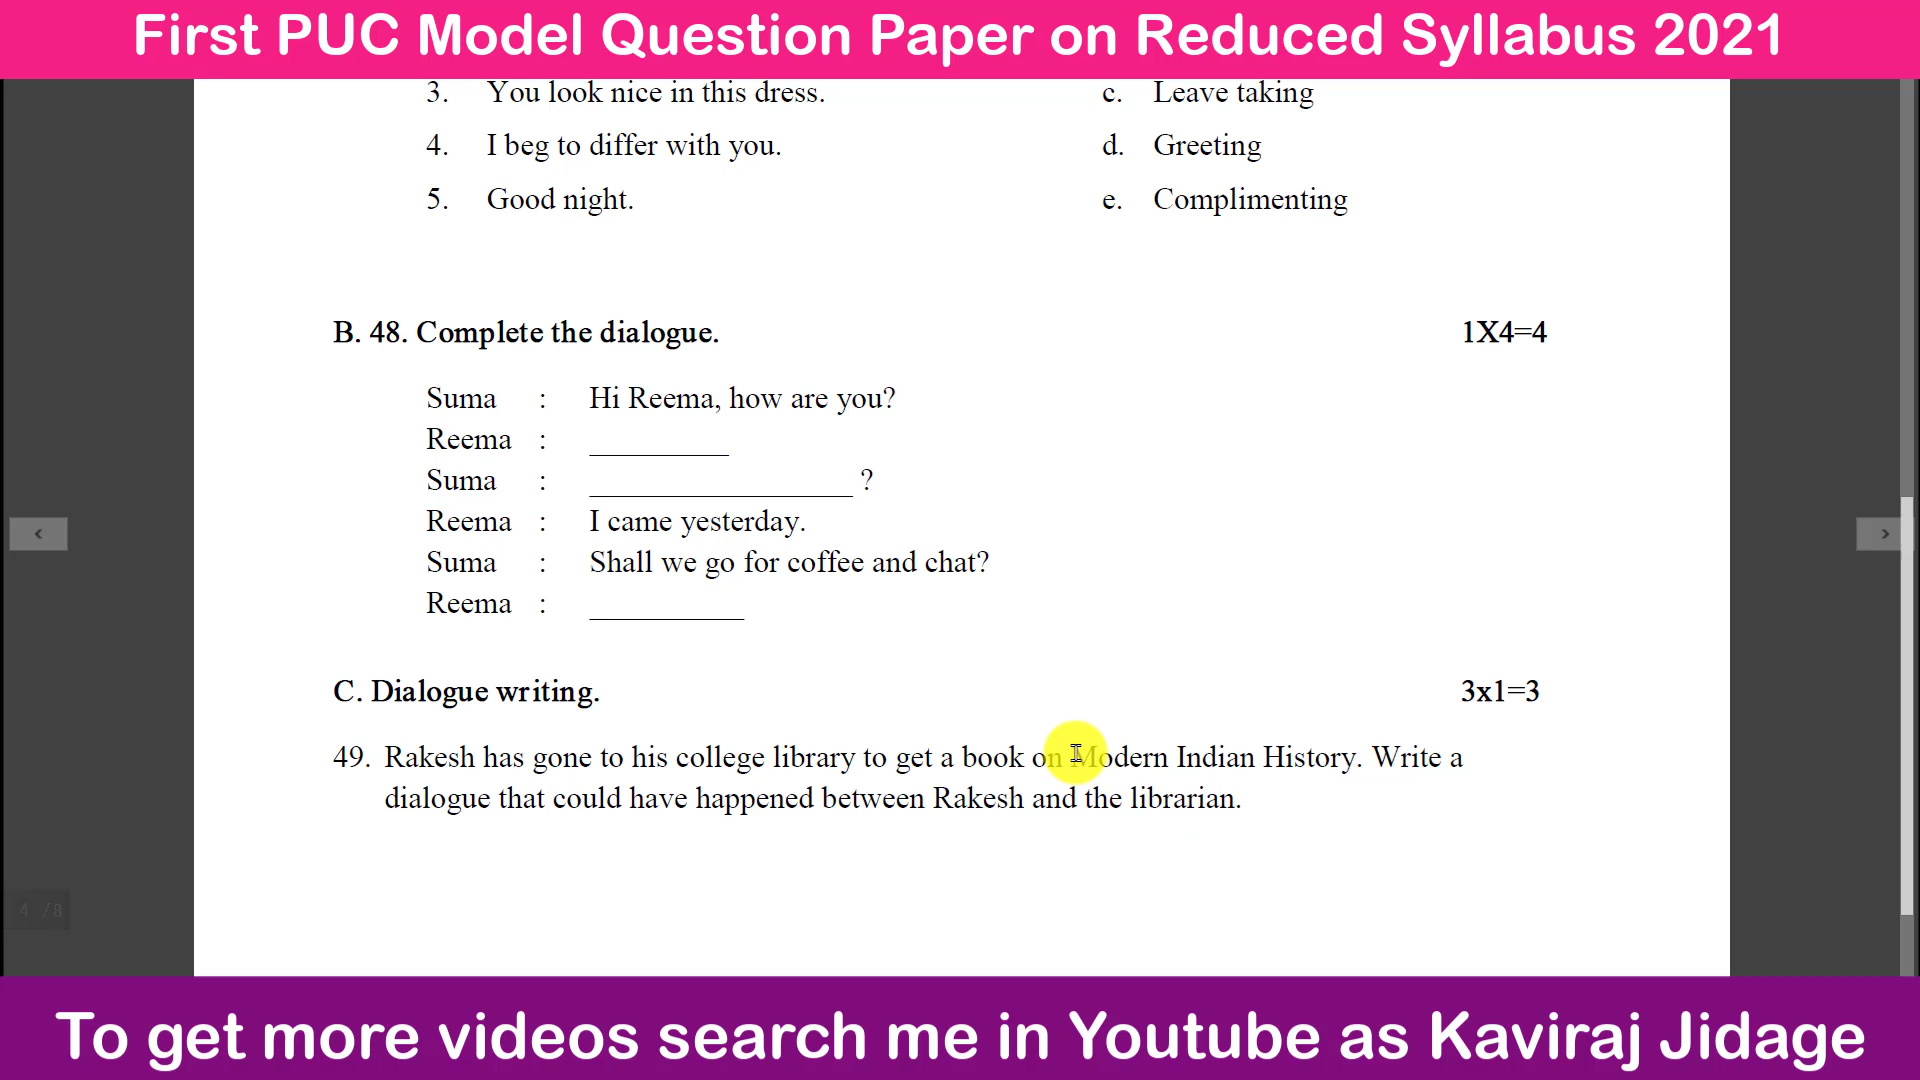 First PUC Model Question Paper on Reduced Syllabus 2021
3. You look nice in this dress. c. Leave taking
4. I beg to differ with you. d. Greeting
5. Good night. e. Complimenting
B. 48. Complete the dialogue. 1X4=4
Suma : Hi Reema, how are you?
Reema : _________
Suma : _________________ ?
Reema : I came yesterday.
Suma : Shall we go for coffee and chat?
Reema : __________
C. Dialogue writing. 3x1=3
49. Rakesh has gone to his college library to get a book on Modern Indian History. Write a
dialogue that could have happened between Rakesh and the librarian.
4 /8
To get more videos search me in Youtube as Kaviraj Jidage